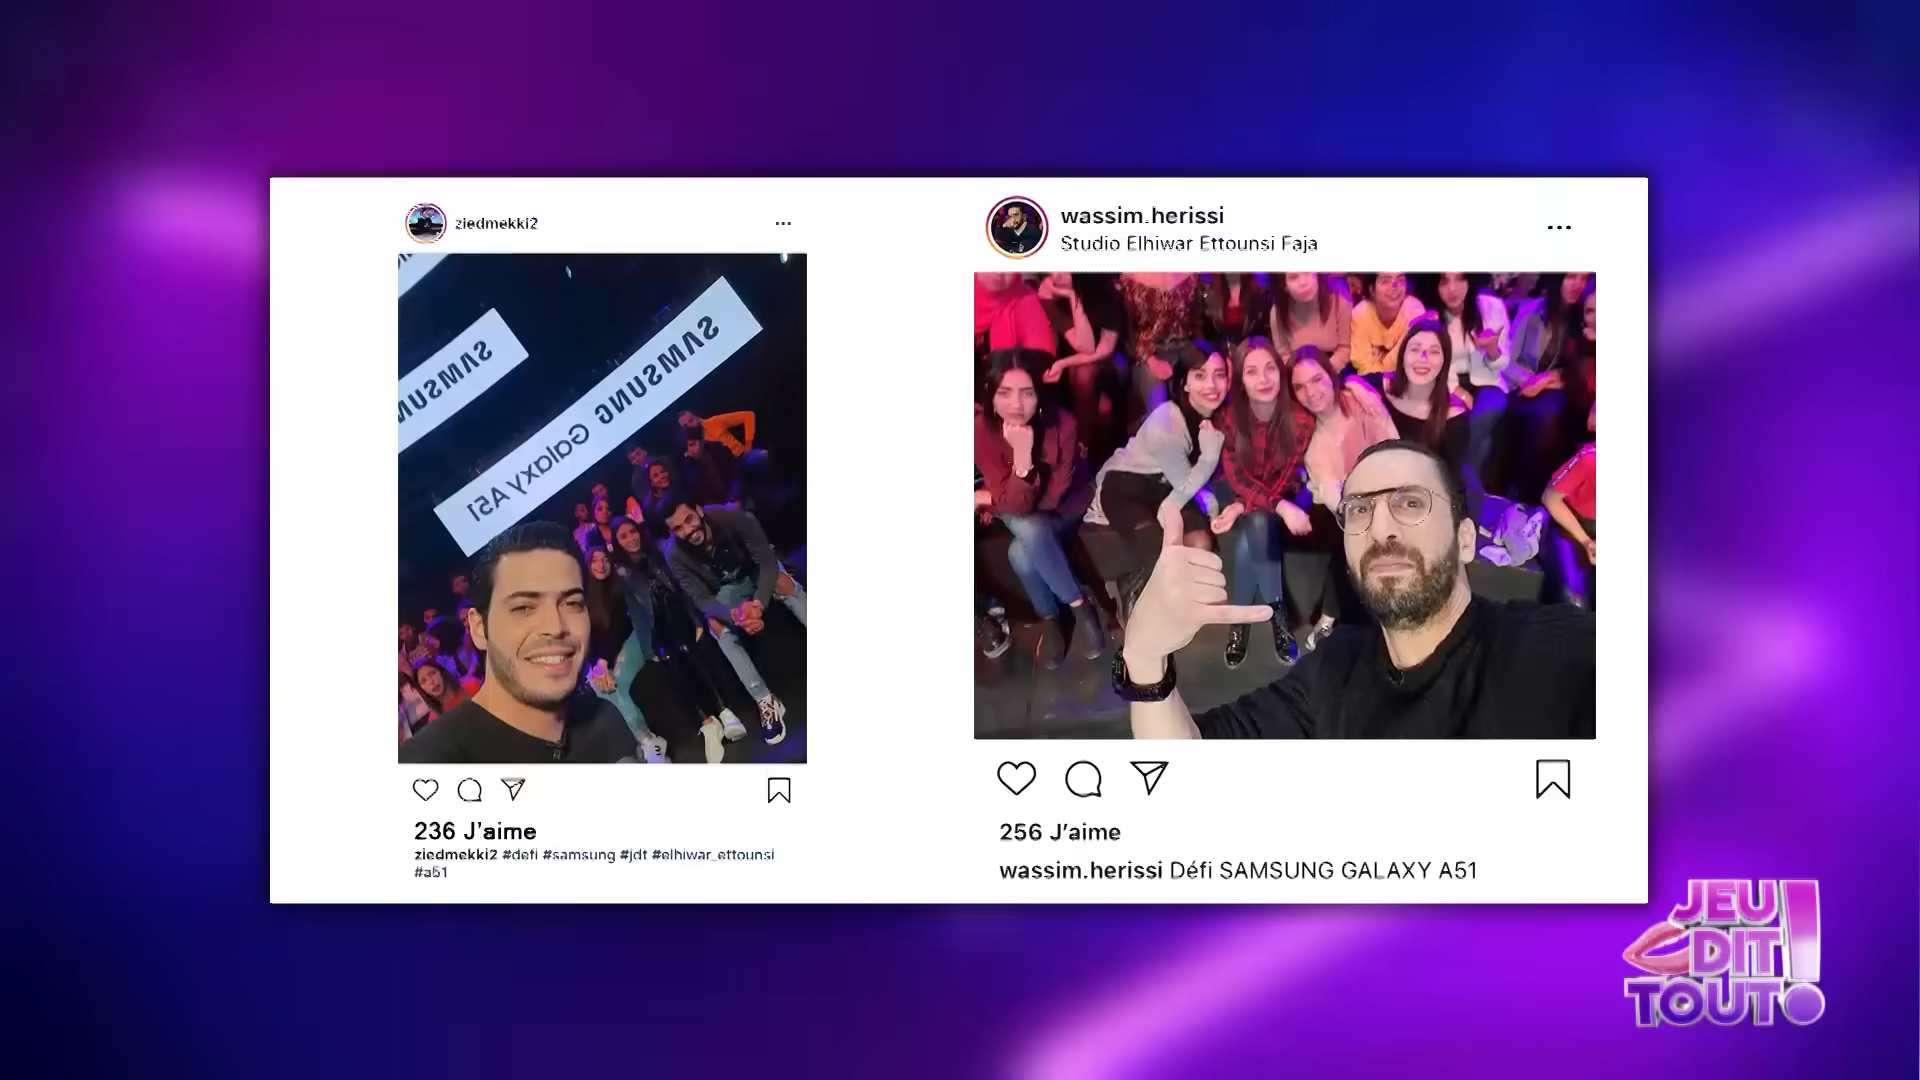 ziedmekki2
SAMSUNG
SAMSUNG Galaxy A51
236 J'aime
ziedmekki2 #defi #samsung #jdt #elhiwar_ettounsi
#a51
wassim.herissi
Studio Elhiwar Ettounsi Faja
256 J'aime
wassim.herissi Défi SAMSUNG GALAXY A51
JEU
DIT
TOUT!